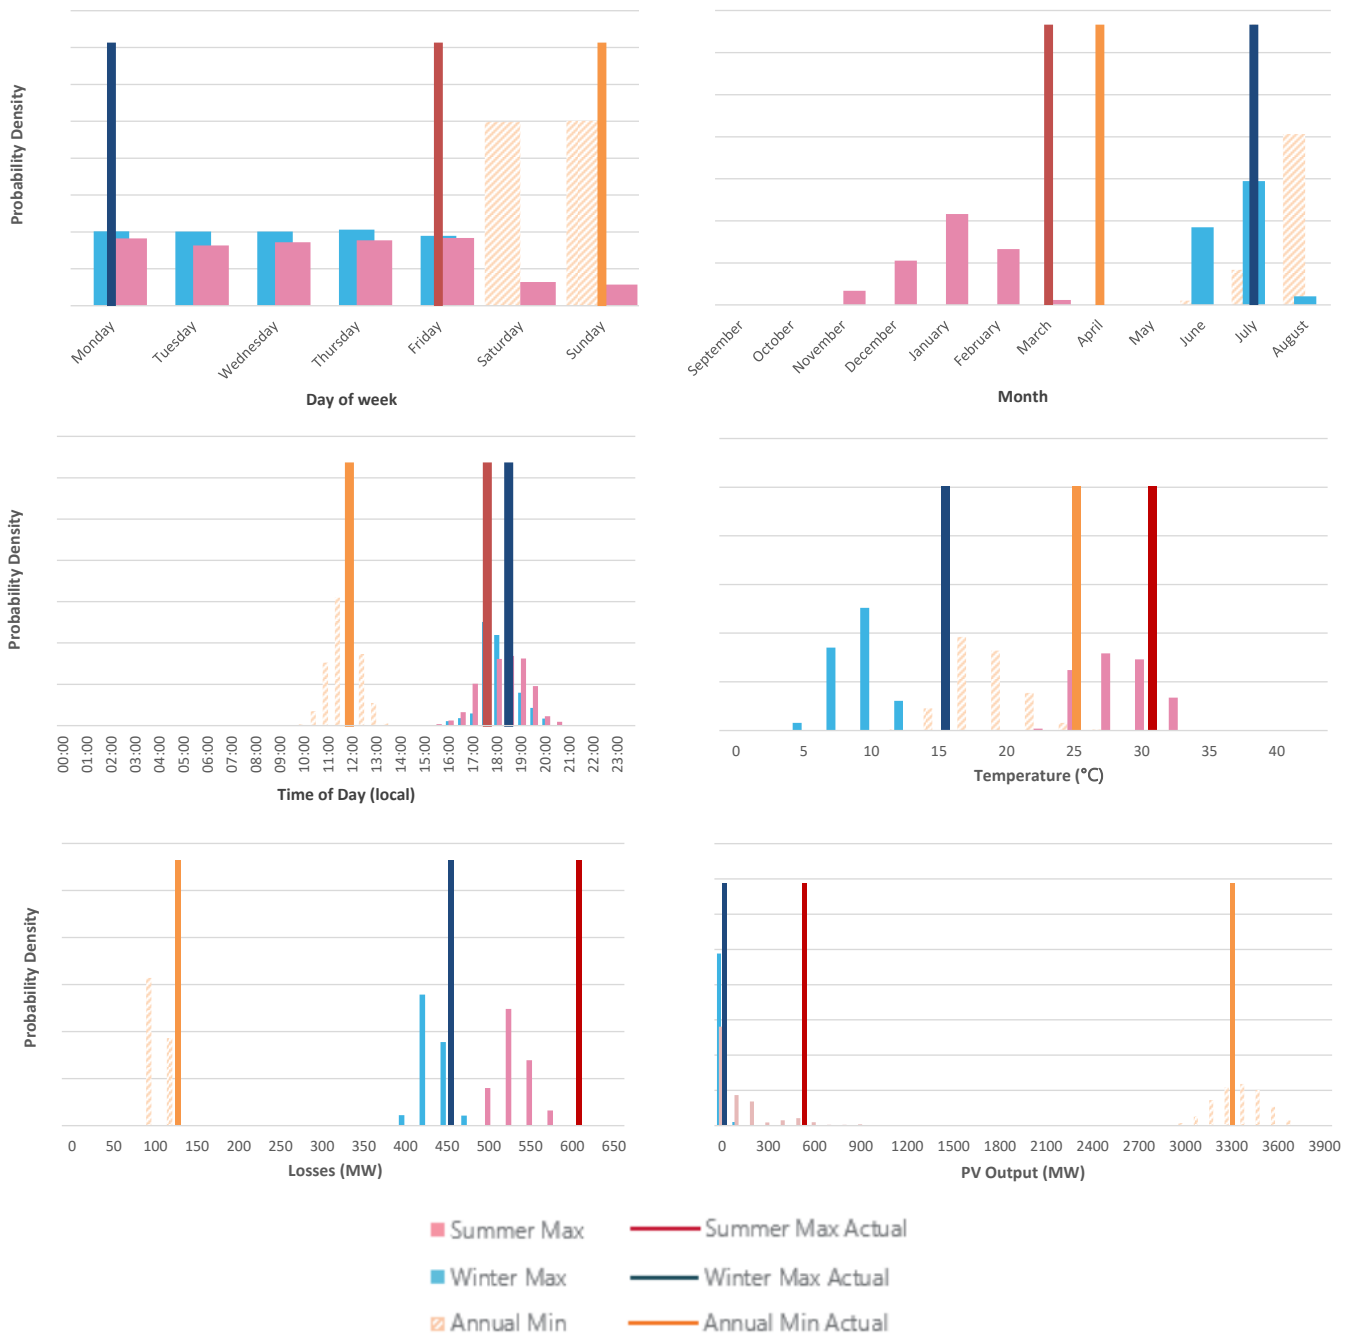 Probability Density
Monday
Tuesday
Wednesday
Thursday
Friday
Saturday
Sunday
Day of week
September
October
November
December
January
February
March
April
May
June
July
August
Month
Probability Density
00:00
01:00
02:00
03:00
04:00
05:00
06:00
07:00
08:00
09:00
10:00
11:00
12:00
13:00
14:00
15:00
16:00
17:00
18:00
19:00
20:00
21:00
22:00
23:00
Time of Day (local)
0 5 10 15 20 25 30 35 40
Temperature (℃)
Probability Density
0 50 100 150 200 250 300 350 400 450 500 550 600 650
Losses (MW)
0 300 600 900 1200 1500 1800 2100 2400 2700 3000 3300 3600 3900
PV Output (MW)
Summer Max Summer Max Actual
Winter Max Winter Max Actual
Annual Min Annual Min Actual